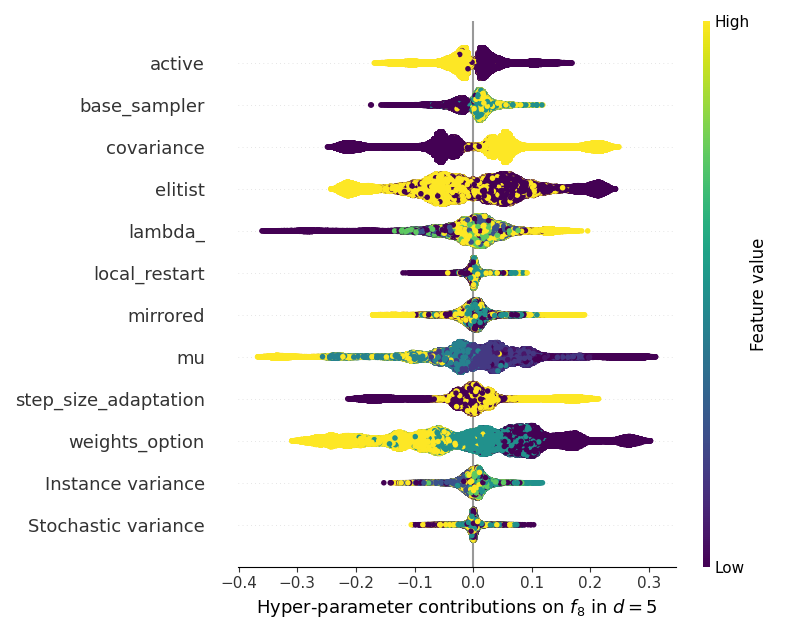 High
active
base_sampler
covariance
elitist
lambda_
local_restart
mirrored
mu
step_size_adaptation
weights_option
Instance variance
Stochastic variance
Feature value
Low
−0.4 −0.3 −0.2 −0.1 0.0 0.1 0.2 0.3
Hyper-parameter contributions on f₈ in d = 5